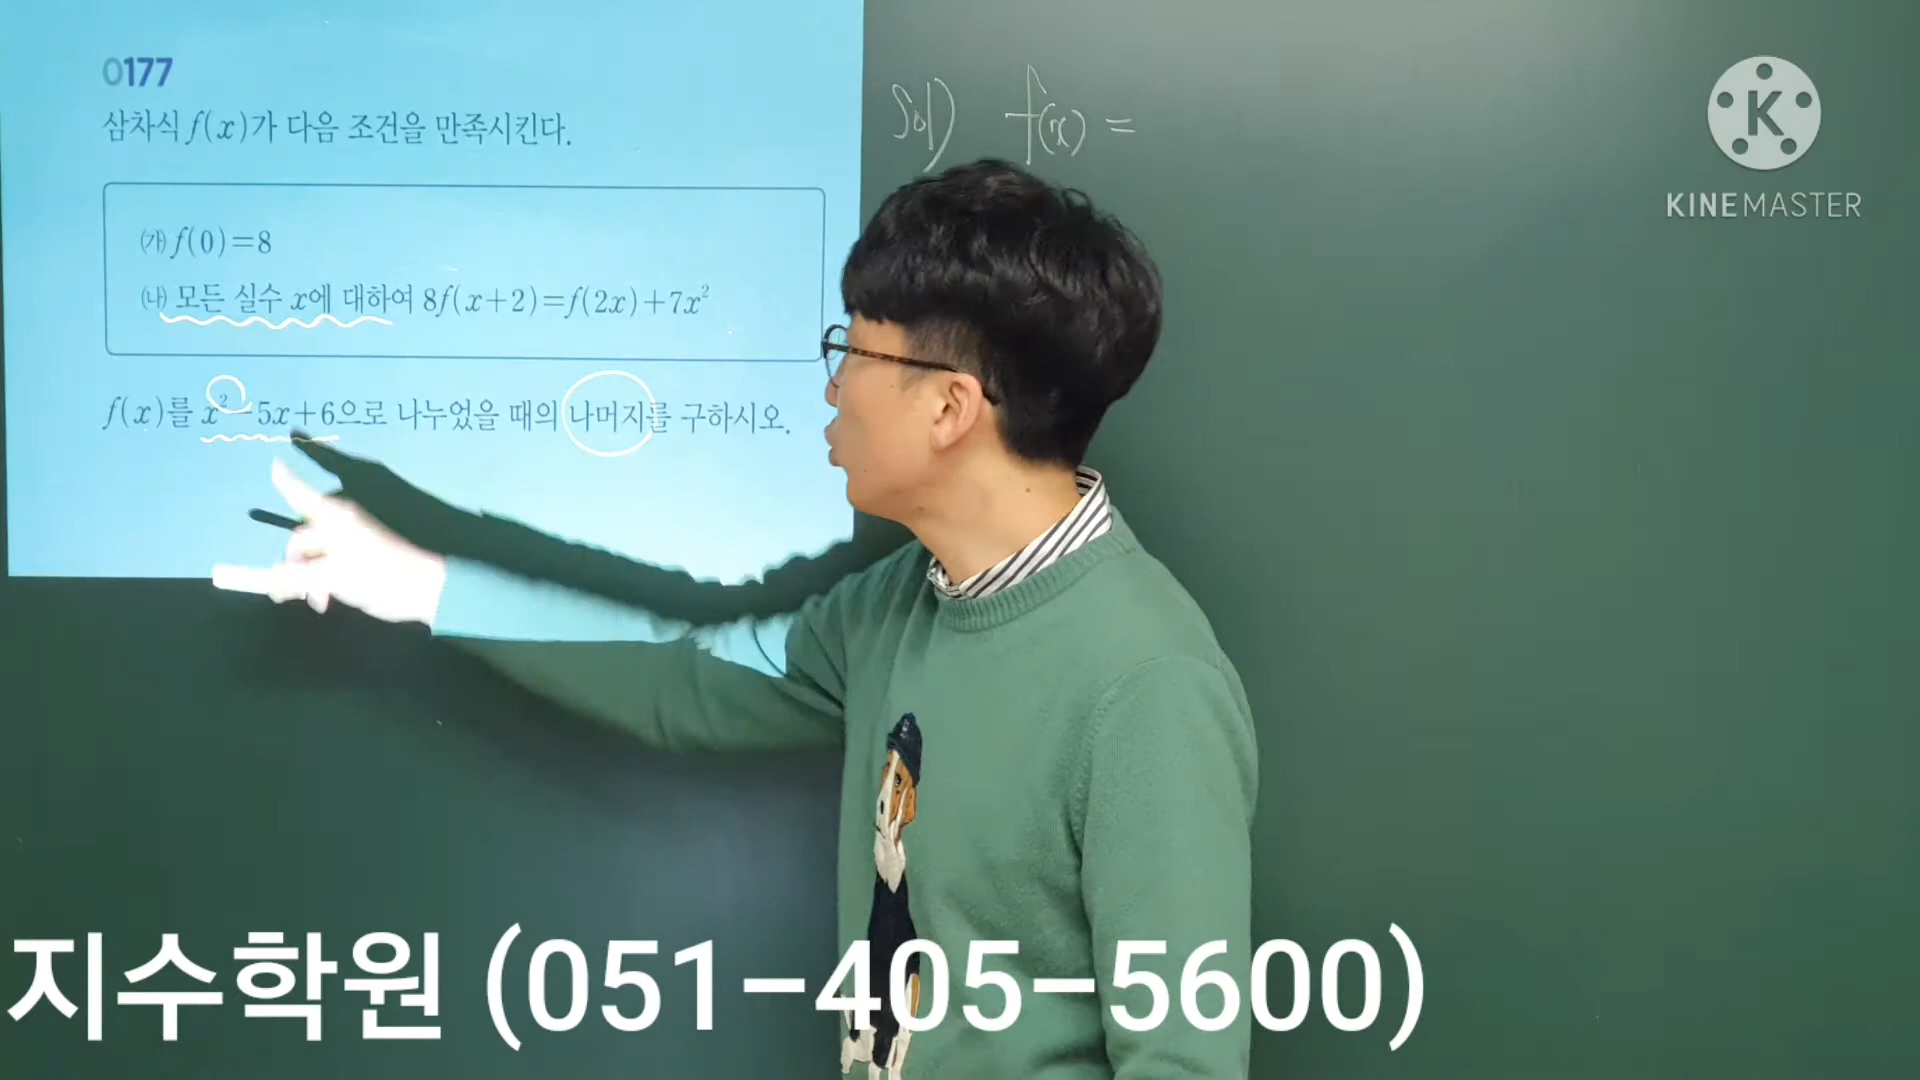 0177
삼차식 f(x)가 다음 조건을 만족시킨다.
㈎ f(0)=8
㈏ 모든 실수 x에 대하여 8f(x+2)=f(2x)+7x²
f(x)를 x²-5x+6으로 나누었을 때의 나머지를 구하시오.
Sol) f(x) =
K
KINEMASTER
지수학원 (051-405-5600)